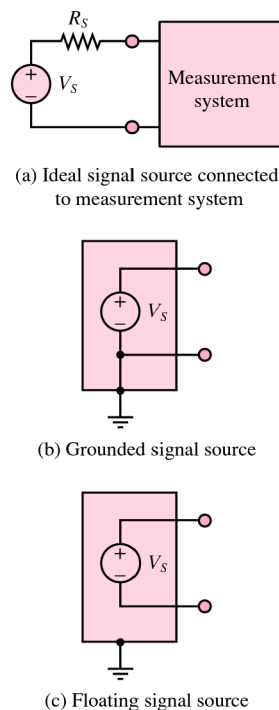 R_S
+
−
V_S
Measurement
system
(a) Ideal signal source connected
to measurement system
+
−
V_S
(b) Grounded signal source
+
−
V_S
(c) Floating signal source